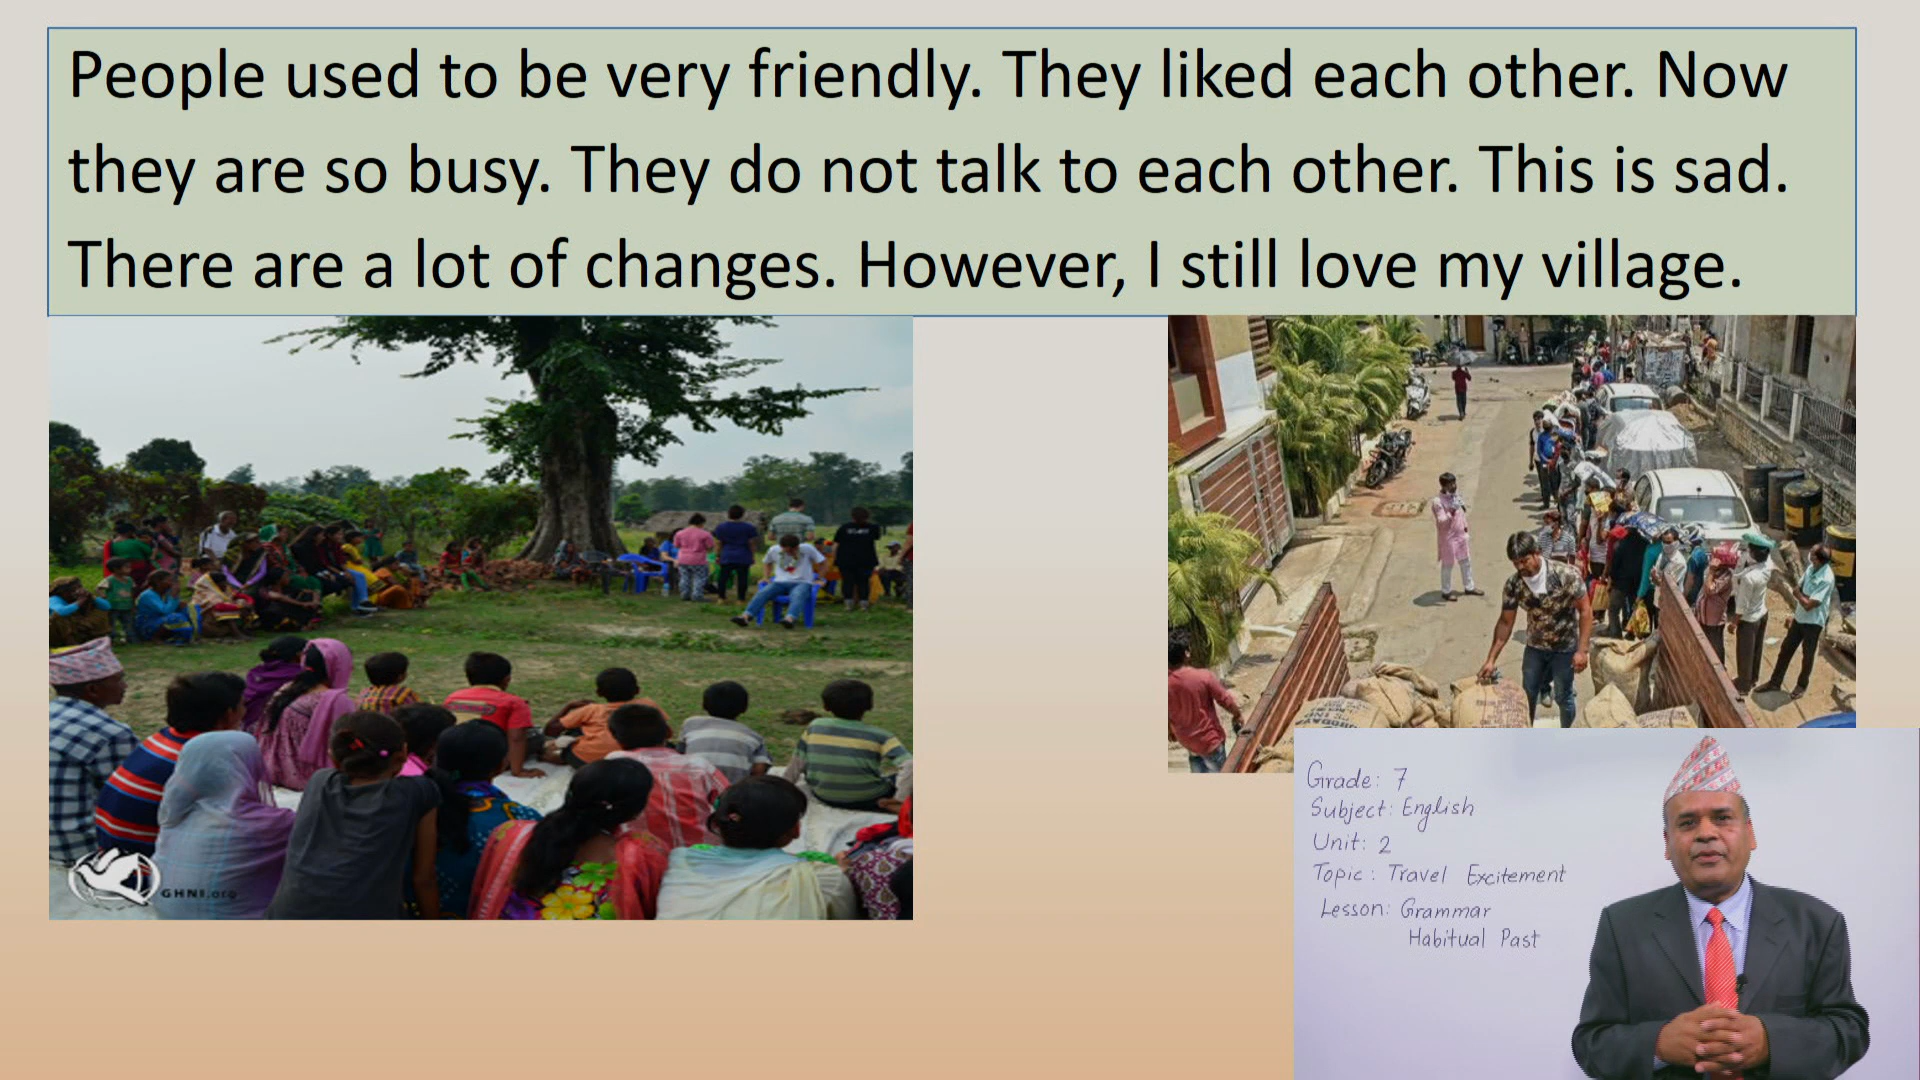 People used to be very friendly. They liked each other. Now
they are so busy. They do not talk to each other. This is sad.
There are a lot of changes. However, I still love my village.
GHNI.org
Grade: 7
Subject: English
Unit: 2
Topic: Travel Excitement
Lesson: Grammar
Habitual Past